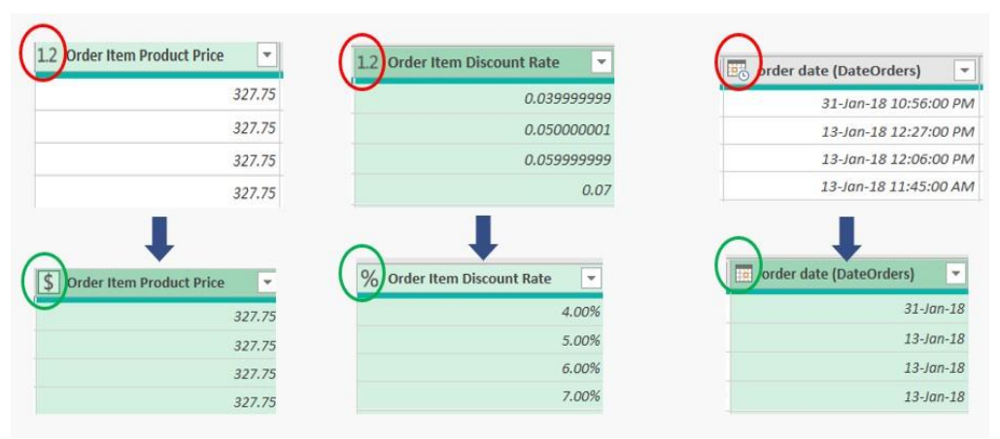 1.2 Order Item Product Price
327.75
327.75
327.75
327.75
1.2 Order Item Discount Rate
0.039999999
0.050000001
0.059999999
0.07
order date (DateOrders)
31-Jan-18 10:56:00 PM
13-Jan-18 12:27:00 PM
13-Jan-18 12:06:00 PM
13-Jan-18 11:45:00 AM
$ Order Item Product Price
327.75
327.75
327.75
327.75
% Order Item Discount Rate
4.00%
5.00%
6.00%
7.00%
order date (DateOrders)
31-Jan-18
13-Jan-18
13-Jan-18
13-Jan-18